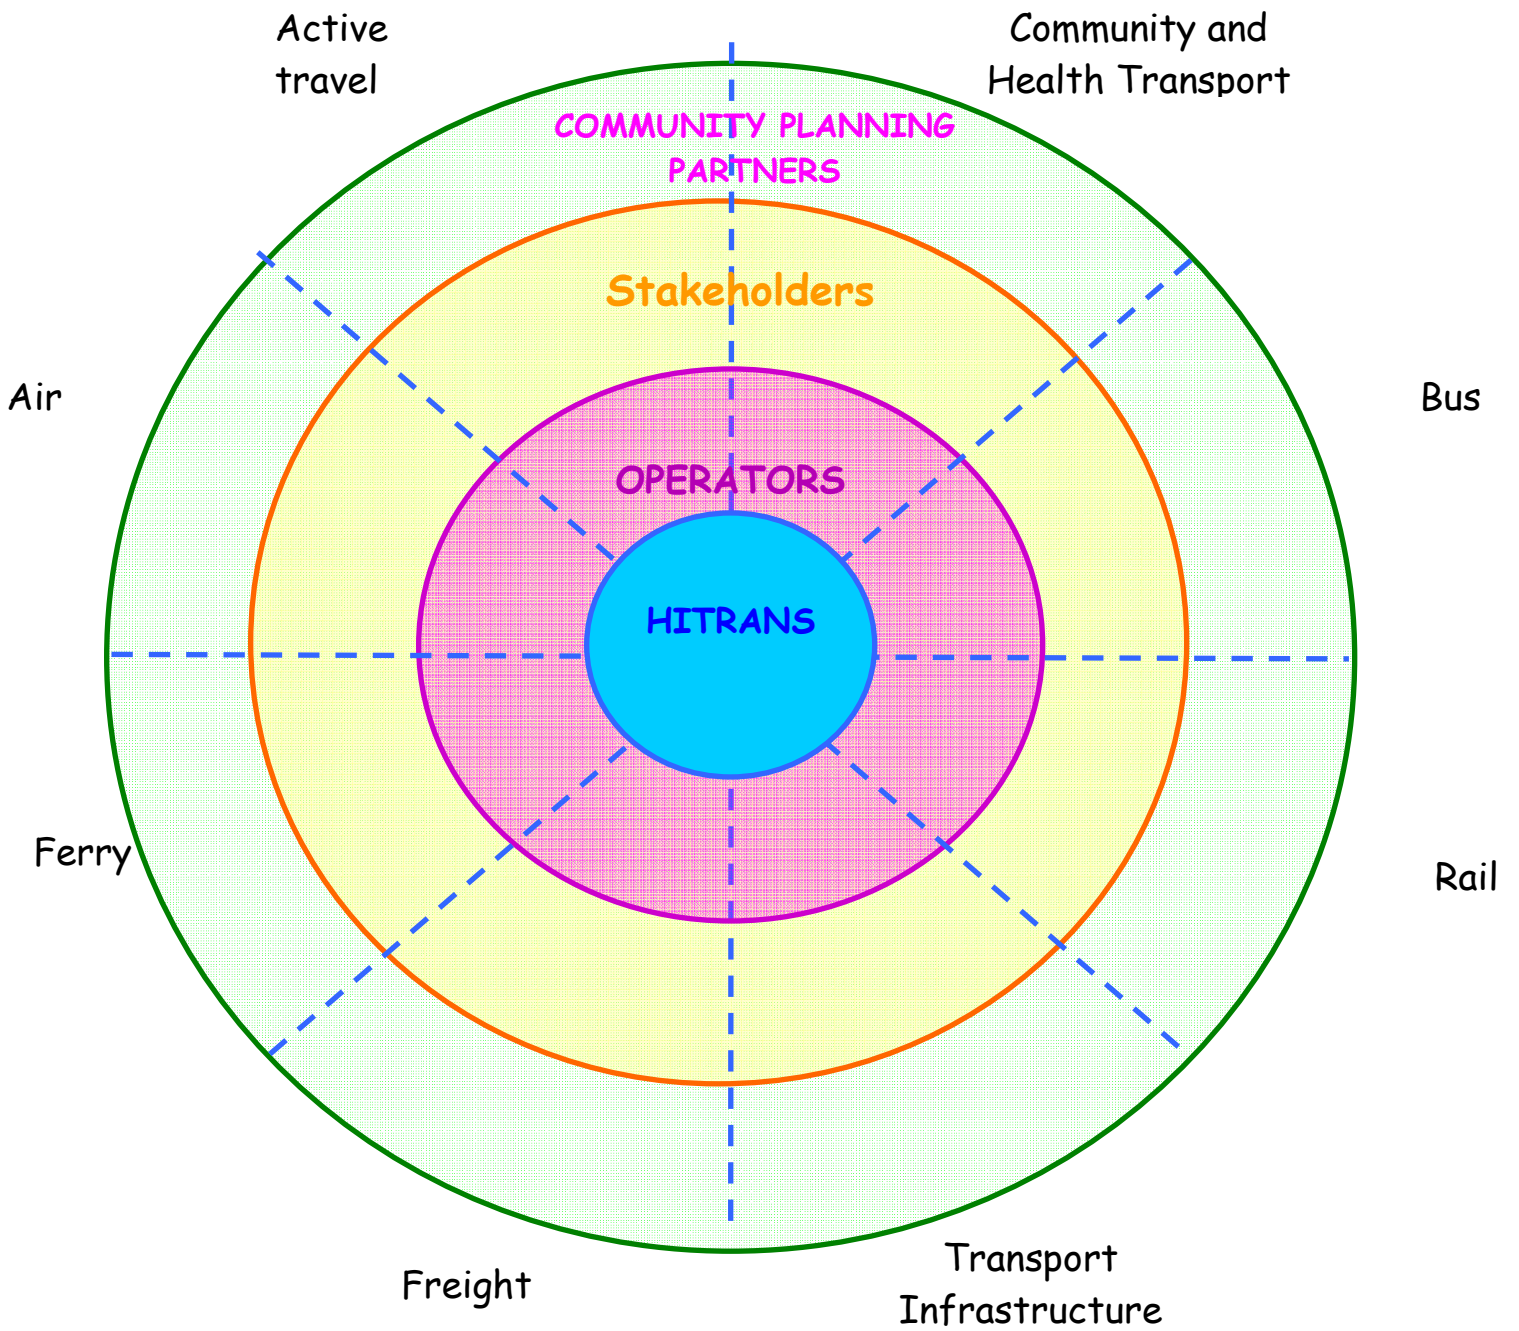 Active
travel
Community and
Health Transport
COMMUNITY PLANNING
PARTNERS
Stakeholders
Air
Bus
OPERATORS
HITRANS
Ferry
Rail
Freight
Transport
Infrastructure